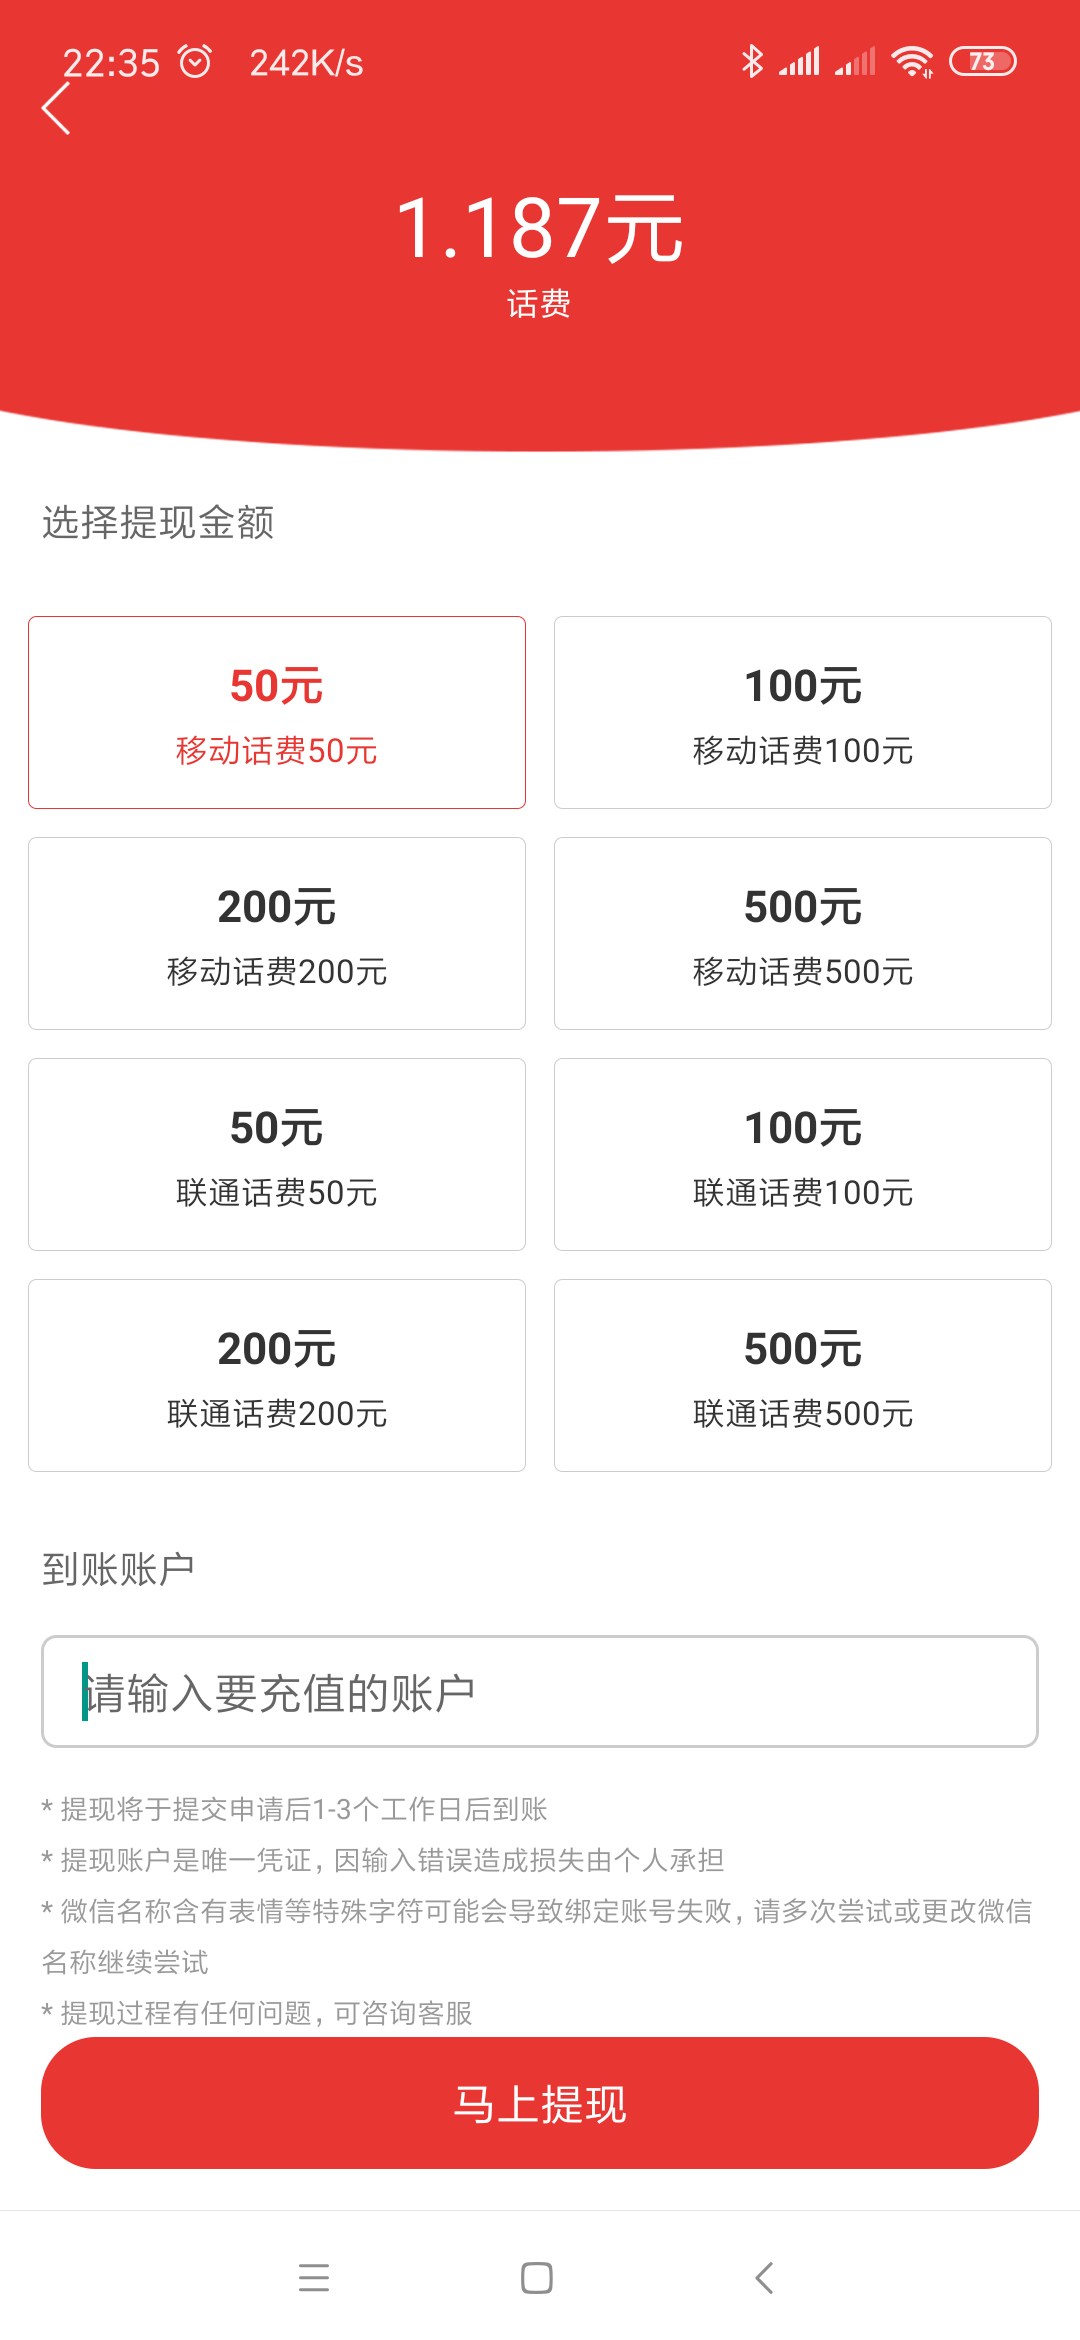 22:35 242K/s 73
1.187元
话费
选择提现金额
50元 100元
移动话费50元 移动话费100元
200元 500元
移动话费200元 移动话费500元
50元 100元
联通话费50元 联通话费100元
200元 500元
联通话费200元 联通话费500元
到账账户
请输入要充值的账户
* 提现将于提交申请后1-3个工作日后到账
* 提现账户是唯一凭证，因输入错误造成损失由个人承担
* 微信名称含有表情等特殊字符可能会导致绑定账号失败，请多次尝试或更改微信
名称继续尝试
* 提现过程有任何问题，可咨询客服
马上提现